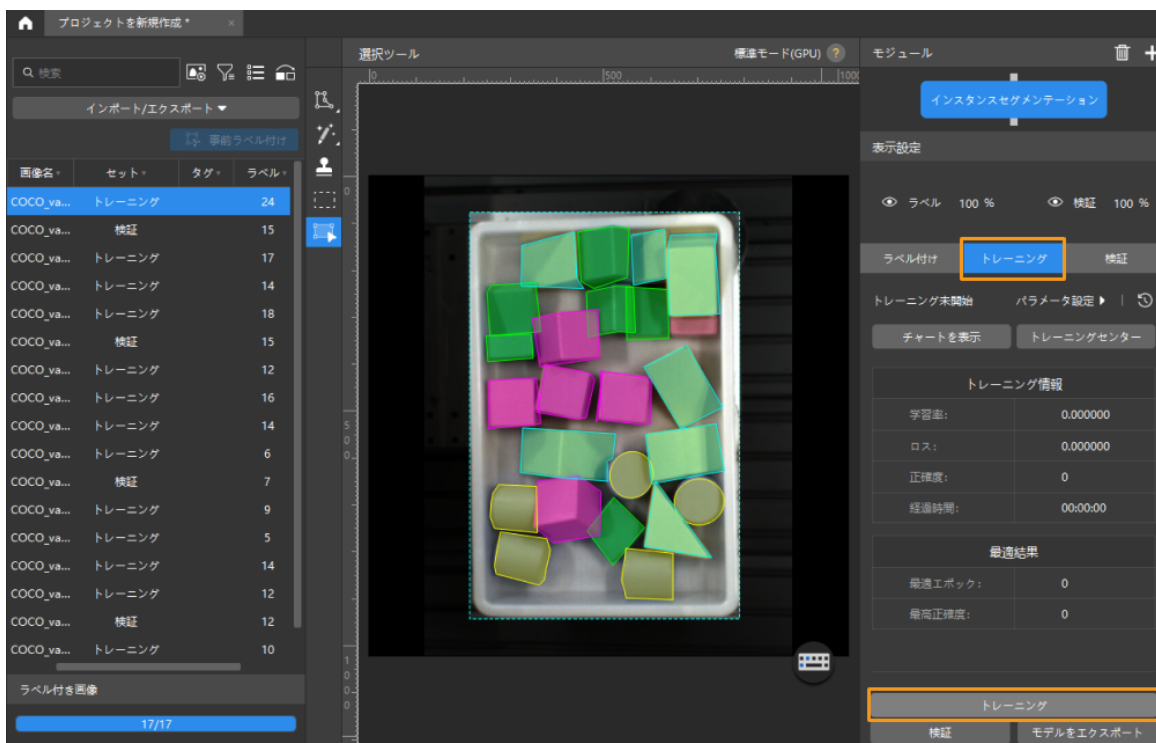 プロジェクトを新規作成 * ×
検索
インポート/エクスポート ▼
事前ラベル付け
画像名 セット タグ ラベル
COCO_va... トレーニング 24
COCO_va... 検証 15
COCO_va... トレーニング 17
COCO_va... トレーニング 14
COCO_va... トレーニング 18
COCO_va... 検証 15
COCO_va... トレーニング 12
COCO_va... トレーニング 16
COCO_va... トレーニング 14
COCO_va... トレーニング 6
COCO_va... 検証 7
COCO_va... トレーニング 9
COCO_va... トレーニング 5
COCO_va... トレーニング 14
COCO_va... トレーニング 12
COCO_va... 検証 12
COCO_va... トレーニング 10
ラベル付き画像
17/17
選択ツール 標準モード(GPU) ?
0 500 1000
0
500
1000
モジュール
インスタンスセグメンテーション
表示設定
ラベル 100 % 検証 100 %
ラベル付け トレーニング 検証
トレーニング未開始 パラメータ設定
チャートを表示 トレーニングセンター
トレーニング情報
学習率: 0.000000
ロス: 0.000000
正確度: 0
経過時間: 00:00:00
最適結果
最適エポック: 0
最高正確度: 0
トレーニング
検証 モデルをエクスポート